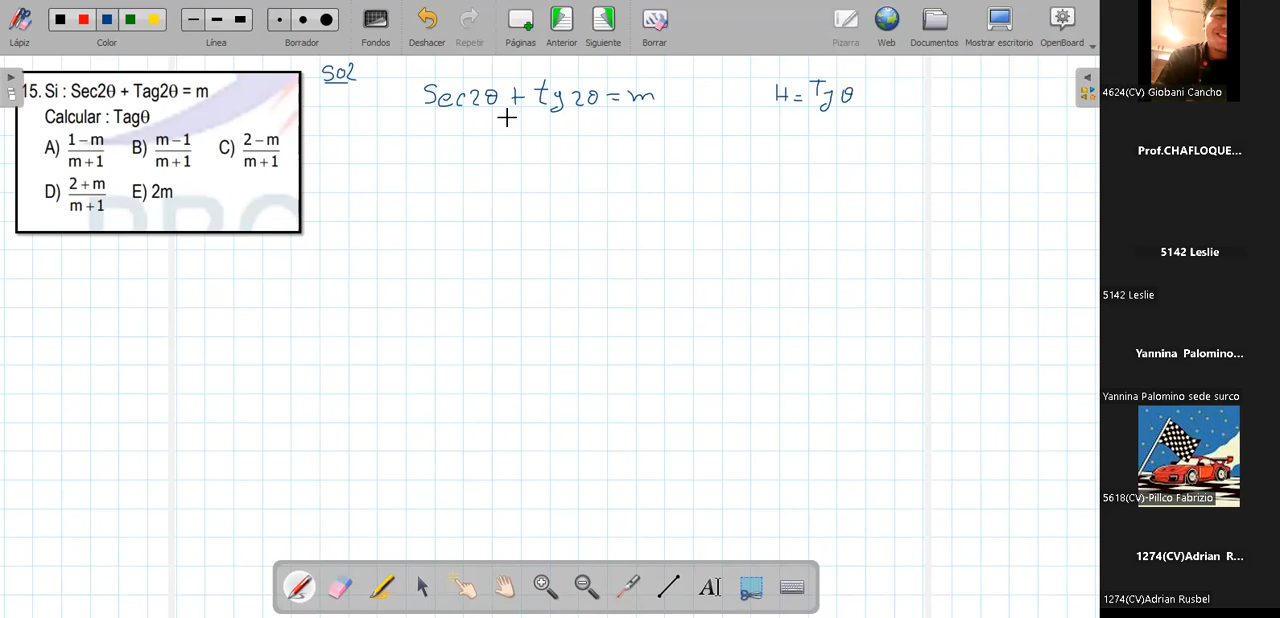 Lápiz
Color
Línea
Borrador
Fondos
Deshacer
Repetir
Páginas
Anterior
Siguiente
Borrar
Pizarra
Web
Documentos
Mostrar escritorio
OpenBoard
15. Si : Sec2θ + Tag2θ = m
Calcular : Tagθ
A) 1 − m / m + 1 B) m − 1 / m + 1 C) 2 − m / m + 1
D) 2 + m / m + 1 E) 2m
Sol
Sec2θ + tg 2θ = m
H = Tg θ
4624(CV) Giobani Cancho
Prof.CHAFLOQUE...
5142 Leslie
5142 Leslie
Yannina Palomino...
Yannina Palomino sede surco
5618(CV)-Pillco Fabrizio
1274(CV)Adrian R...
1274(CV)Adrian Rusbel